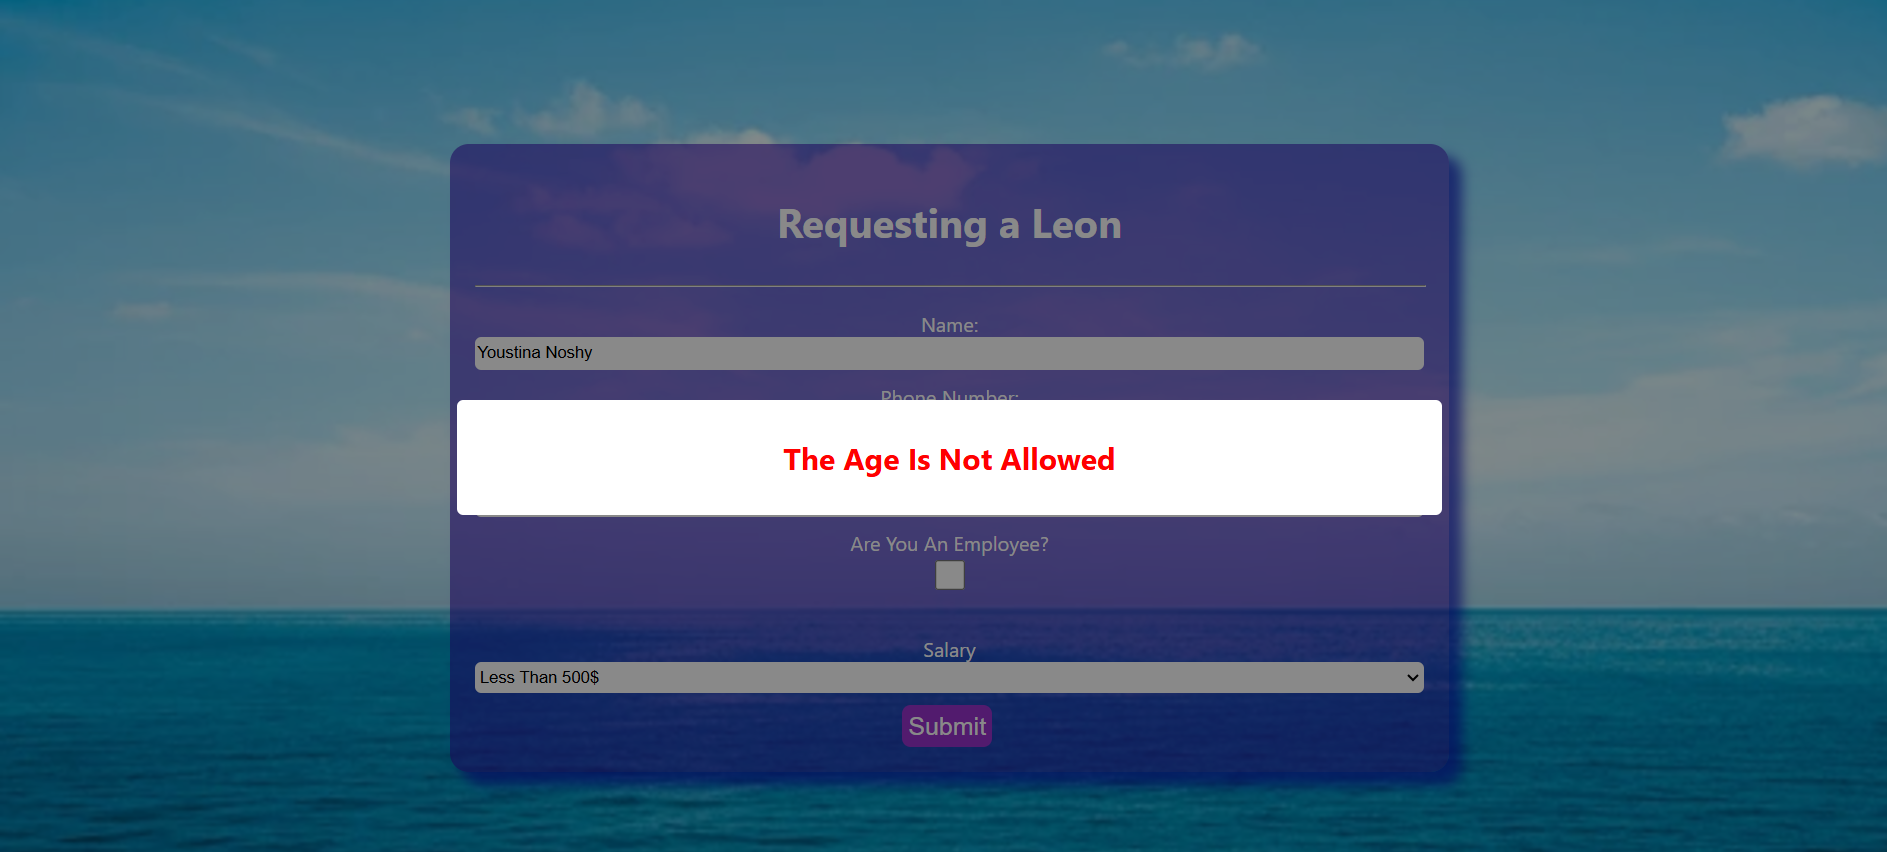 Requesting a Leon
Name:
Youstina Noshy
Phone Number:
The Age Is Not Allowed
Are You An Employee?
Salary
Less Than 500$
Submit